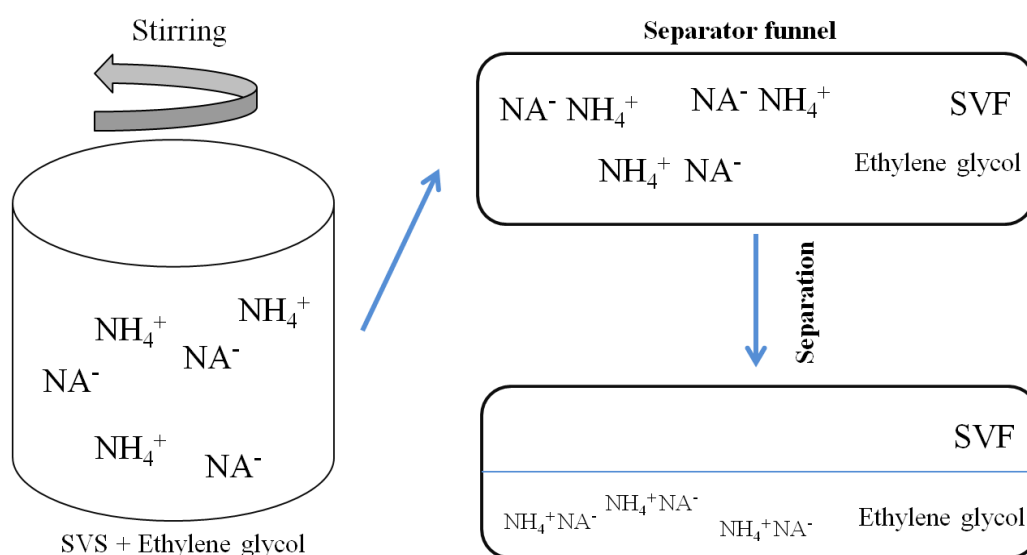 Stirring
NH₄⁺
NH₄⁺
NA⁻
NA⁻
NH₄⁺
NA⁻
SVS + Ethylene glycol
Separator funnel
NA⁻ NH₄⁺
NA⁻ NH₄⁺
SVF
NH₄⁺ NA⁻
Ethylene glycol
Separation
SVF
NH₄⁺NA⁻
NH₄⁺NA⁻
NH₄⁺NA⁻
Ethylene glycol